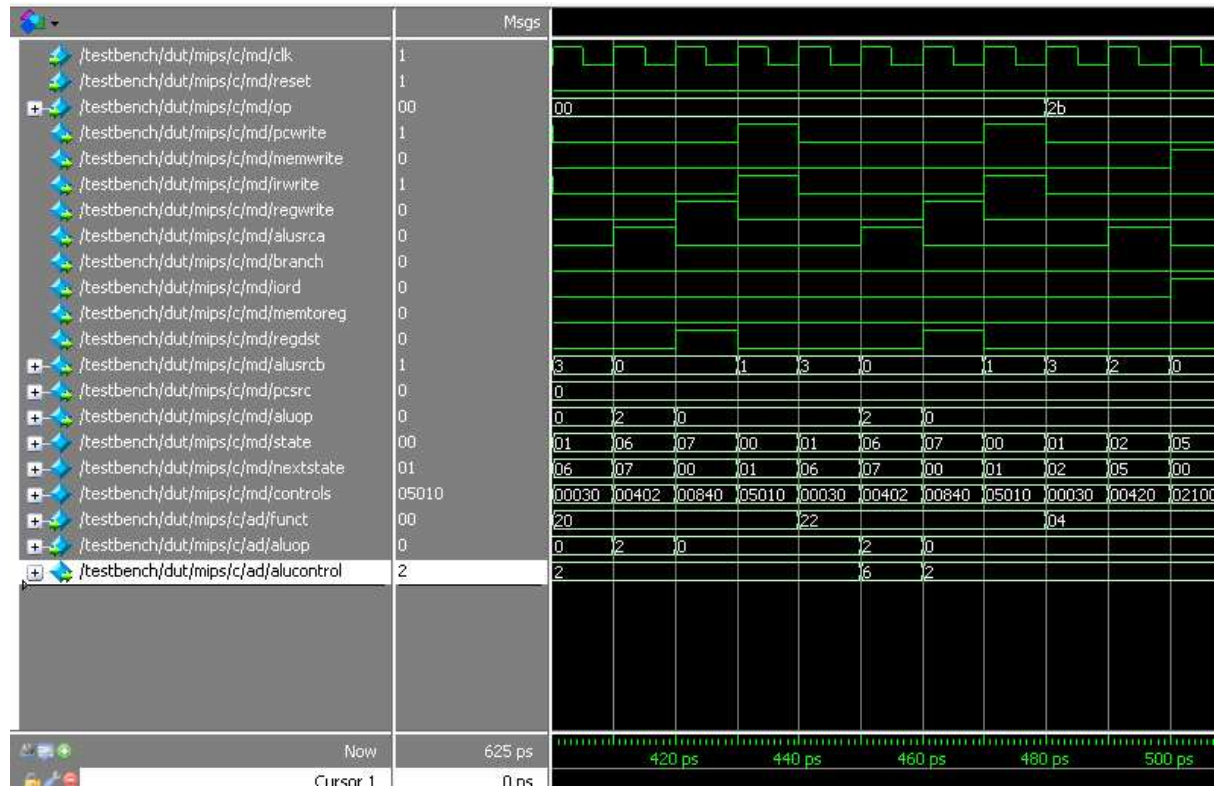 Msgs
/testbench/dut/mips/c/md/clk 1
/testbench/dut/mips/c/md/reset 1
/testbench/dut/mips/c/md/op 00 00 2b
/testbench/dut/mips/c/md/pcwrite 1
/testbench/dut/mips/c/md/memwrite 0
/testbench/dut/mips/c/md/irwrite 1
/testbench/dut/mips/c/md/regwrite 0
/testbench/dut/mips/c/md/alusrca 0
/testbench/dut/mips/c/md/branch 0
/testbench/dut/mips/c/md/iord 0
/testbench/dut/mips/c/md/memtoreg 0
/testbench/dut/mips/c/md/regdst 0
/testbench/dut/mips/c/md/alusrcb 1 3 0 1 3 0 1 3 2 0
/testbench/dut/mips/c/md/pcsrc 0 0
/testbench/dut/mips/c/md/aluop 0 0 2 0 2 0
/testbench/dut/mips/c/md/state 00 01 06 07 00 01 06 07 00 01 02 05
/testbench/dut/mips/c/md/nextstate 01 06 07 00 01 06 07 00 01 02 05 00
/testbench/dut/mips/c/md/controls 05010 00030 00402 00840 05010 00030 00402 00840 05010 00030 00420 02100
/testbench/dut/mips/c/ad/funct 00 20 22 04
/testbench/dut/mips/c/ad/aluop 0 0 2 0 2 0
/testbench/dut/mips/c/ad/alucontrol 2 2 6 2
Now 625 ps 420 ps 440 ps 460 ps 480 ps 500 ps
Cursor 1 0 ps